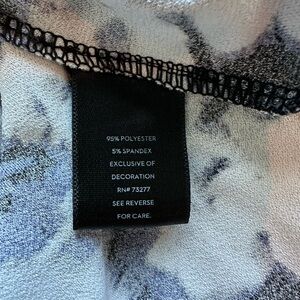 95% POLYESTER
5% SPANDEX
EXCLUSIVE OF
DECORATION
RN# 73277
SEE REVERSE
FOR CARE.